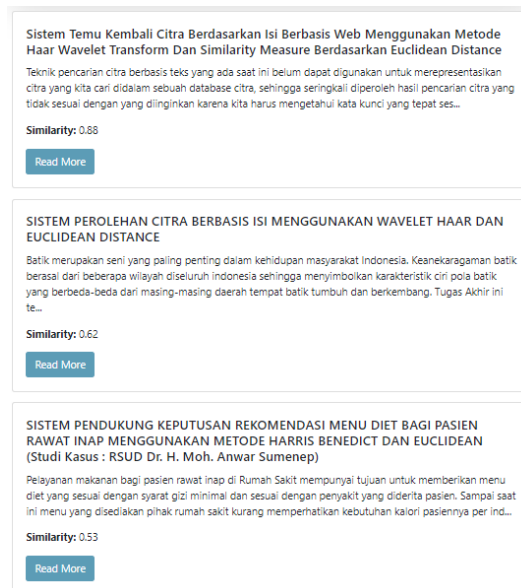 Sistem Temu Kembali Citra Berdasarkan Isi Berbasis Web Menggunakan Metode
Haar Wavelet Transform Dan Similarity Measure Berdasarkan Euclidean Distance
Teknik pencarian citra berbasis teks yang ada saat ini belum dapat digunakan untuk merepresentasikan
citra yang kita cari didalam sebuah database citra, sehingga seringkali diperoleh hasil pencarian citra yang
tidak sesuai dengan yang diinginkan karena kita harus mengetahui kata kunci yang tepat ses...
Similarity: 0.88
Read More
SISTEM PEROLEHAN CITRA BERBASIS ISI MENGGUNAKAN WAVELET HAAR DAN
EUCLIDEAN DISTANCE
Batik merupakan seni yang paling penting dalam kehidupan masyarakat Indonesia. Keanekaragaman batik
berasal dari beberapa wilayah diseluruh indonesia sehingga menyimbolkan karakteristik ciri pola batik
yang berbeda-beda dari masing-masing daerah tempat batik tumbuh dan berkembang. Tugas Akhir ini
te...
Similarity: 0.62
Read More
SISTEM PENDUKUNG KEPUTUSAN REKOMENDASI MENU DIET BAGI PASIEN
RAWAT INAP MENGGUNAKAN METODE HARRIS BENEDICT DAN EUCLIDEAN
(Studi Kasus : RSUD Dr. H. Moh. Anwar Sumenep)
Pelayanan makanan bagi pasien rawat inap di Rumah Sakit mempunyai tujuan untuk memberikan menu
diet yang sesuai dengan syarat gizi minimal dan sesuai dengan penyakit yang diderita pasien. Sampai saat
ini menu yang disediakan pihak rumah sakit kurang memperhatikan kebutuhan kalori pasiennya per ind...
Similarity: 0.53
Read More